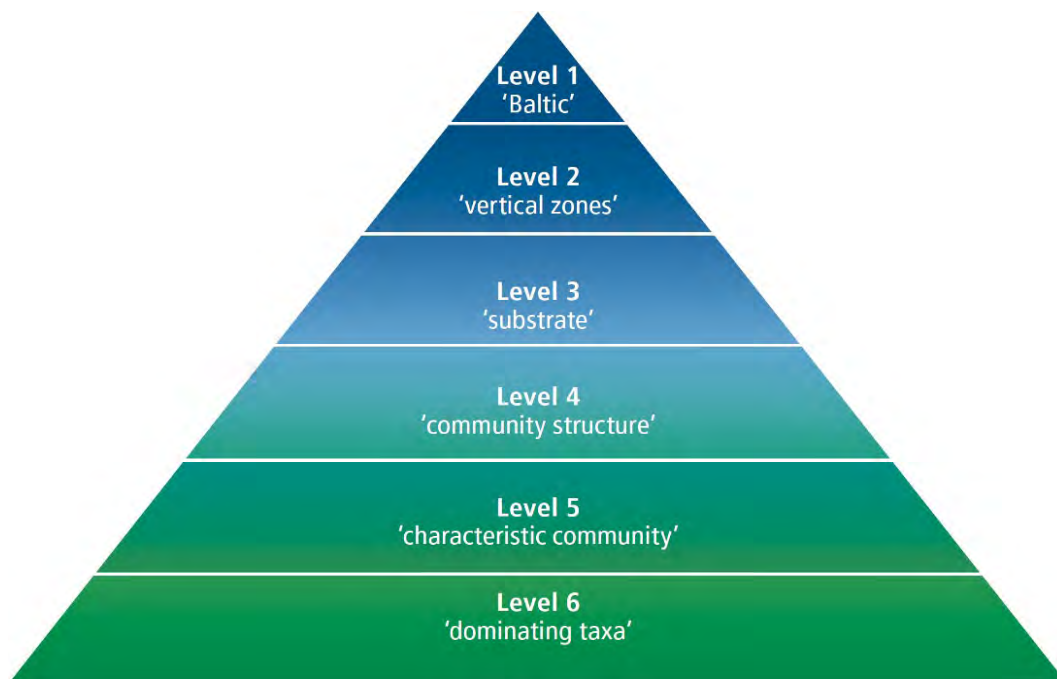 Level 1
‘Baltic’
Level 2
‘vertical zones’
Level 3
‘substrate’
Level 4
‘community structure’
Level 5
‘characteristic community’
Level 6
‘dominating taxa’